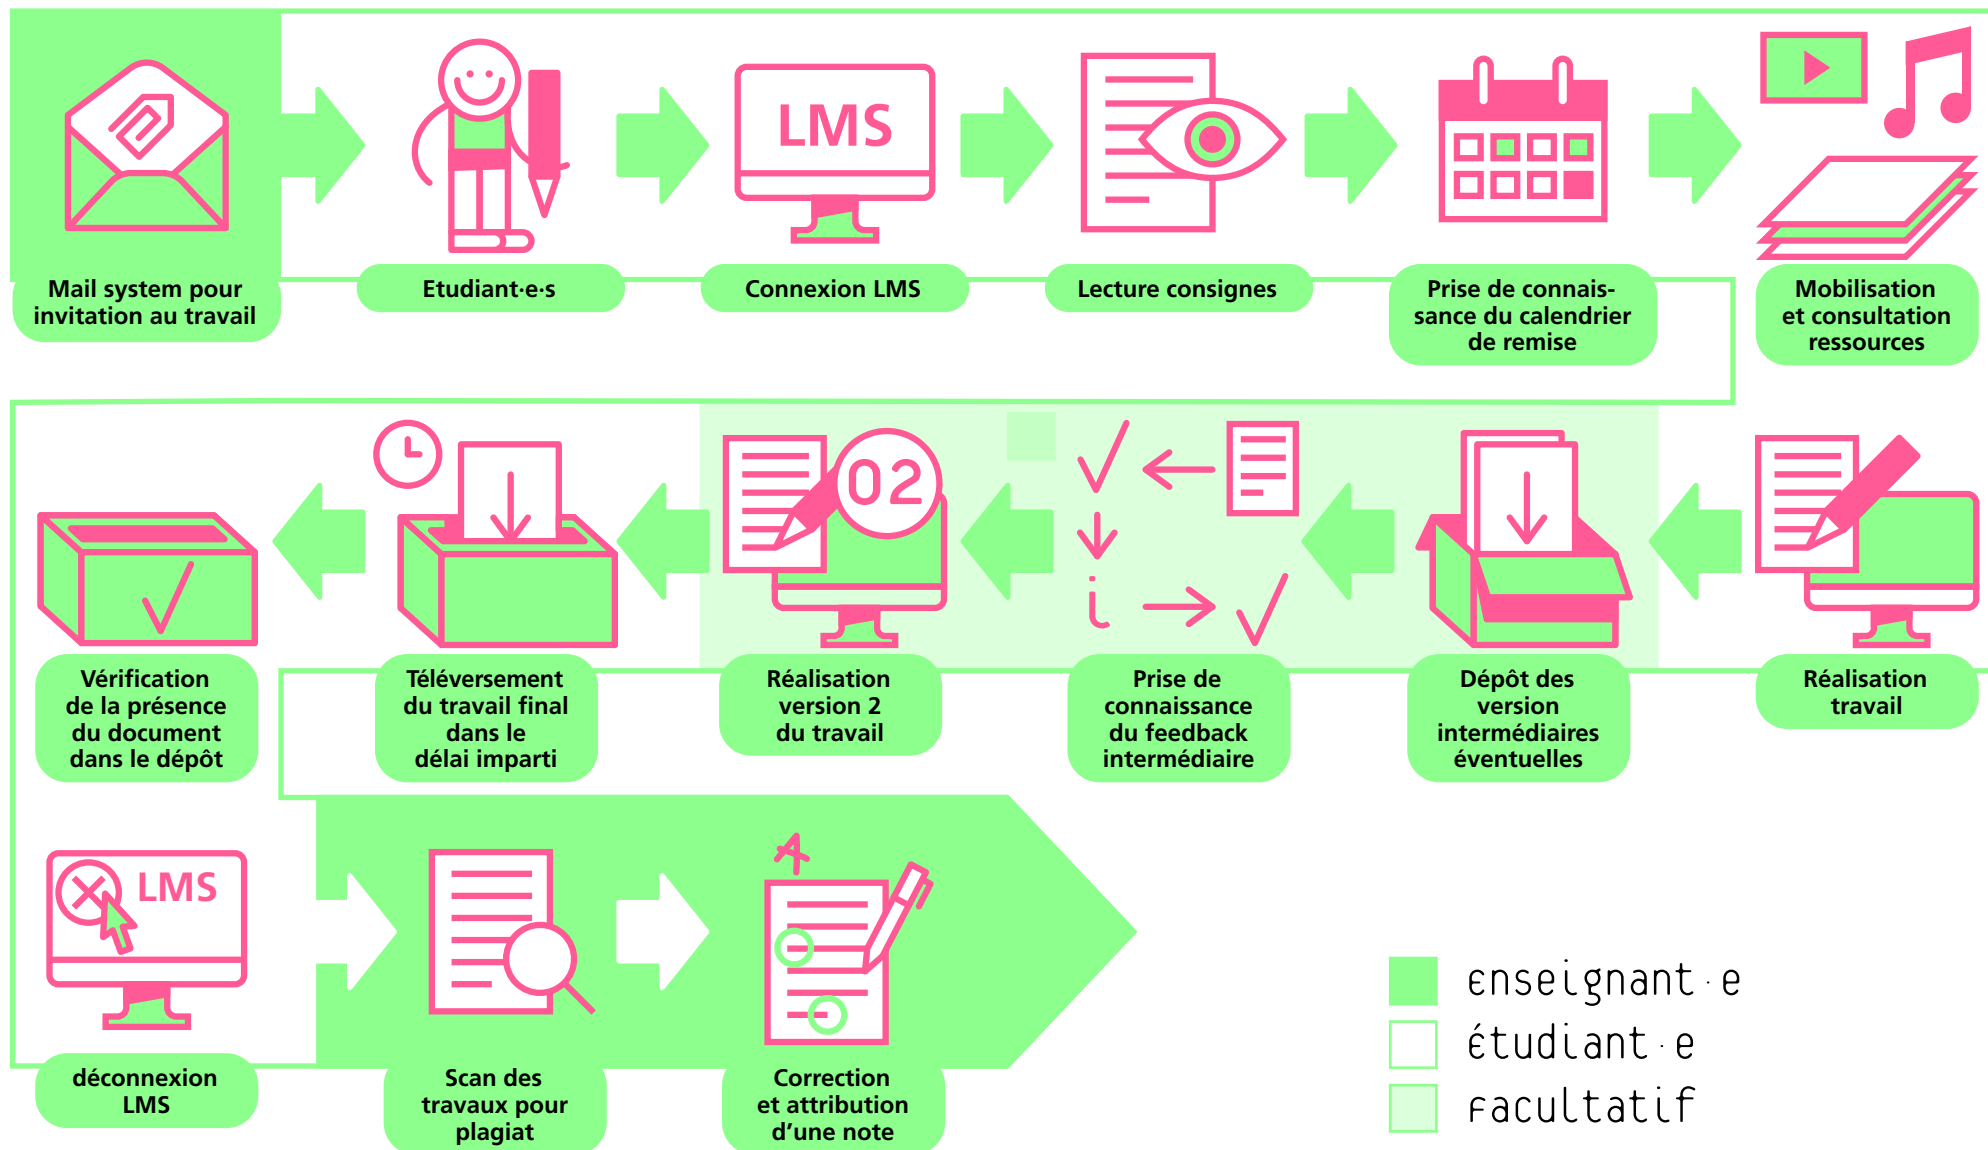 LMS
Mail system pour
invitation au travail
Etudiant·e·s
Connexion LMS
Lecture consignes
Prise de connais-
sance du calendrier
de remise
Mobilisation
et consultation
ressources
02
Vérification
de la présence
du document
dans le dépôt
Téléversement
du travail final
dans le
délai imparti
Réalisation
version 2
du travail
Prise de
connaissance
du feedback
intermédiaire
Dépôt des
version
intermédiaires
éventuelles
Réalisation
travail
i
LMS
A
déconnexion
LMS
Scan des
travaux pour
plagiat
Correction
et attribution
d'une note
enseignant·e
étudiant·e
facultatif